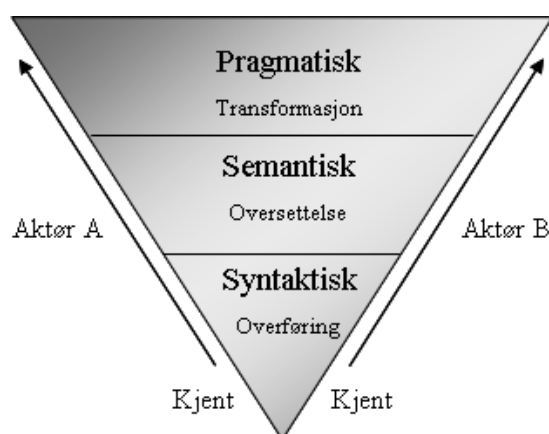 Pragmatisk
Transformasjon
Semantisk
Oversettelse
Aktør A
Aktør B
Syntaktisk
Overføring
Kjent
Kjent